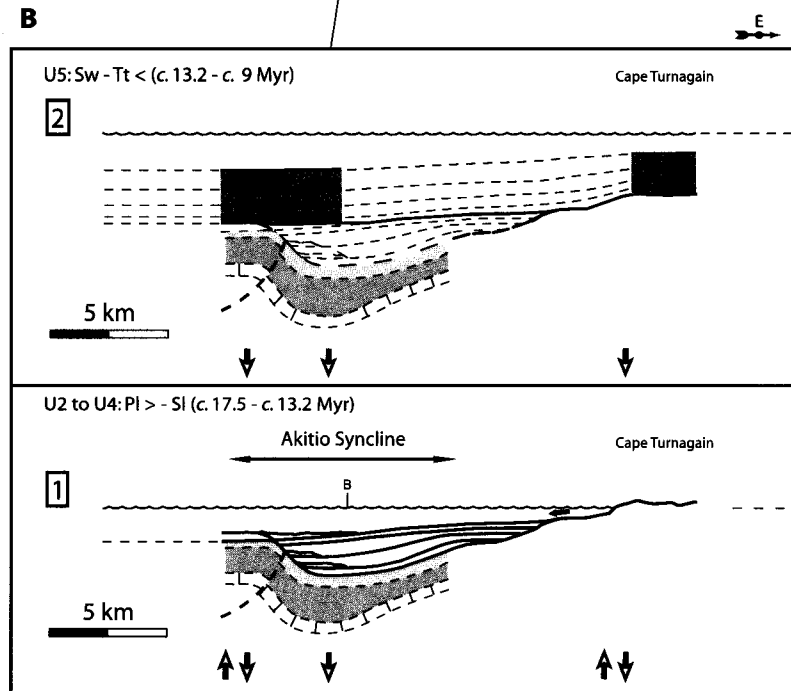 B
E
U5: Sw - Tt < (c. 13.2 - c. 9 Myr)
Cape Turnagain
2
5 km
U2 to U4: Pl > - Sl (c. 17.5 - c. 13.2 Myr)
Akitio Syncline
Cape Turnagain
1
B
5 km